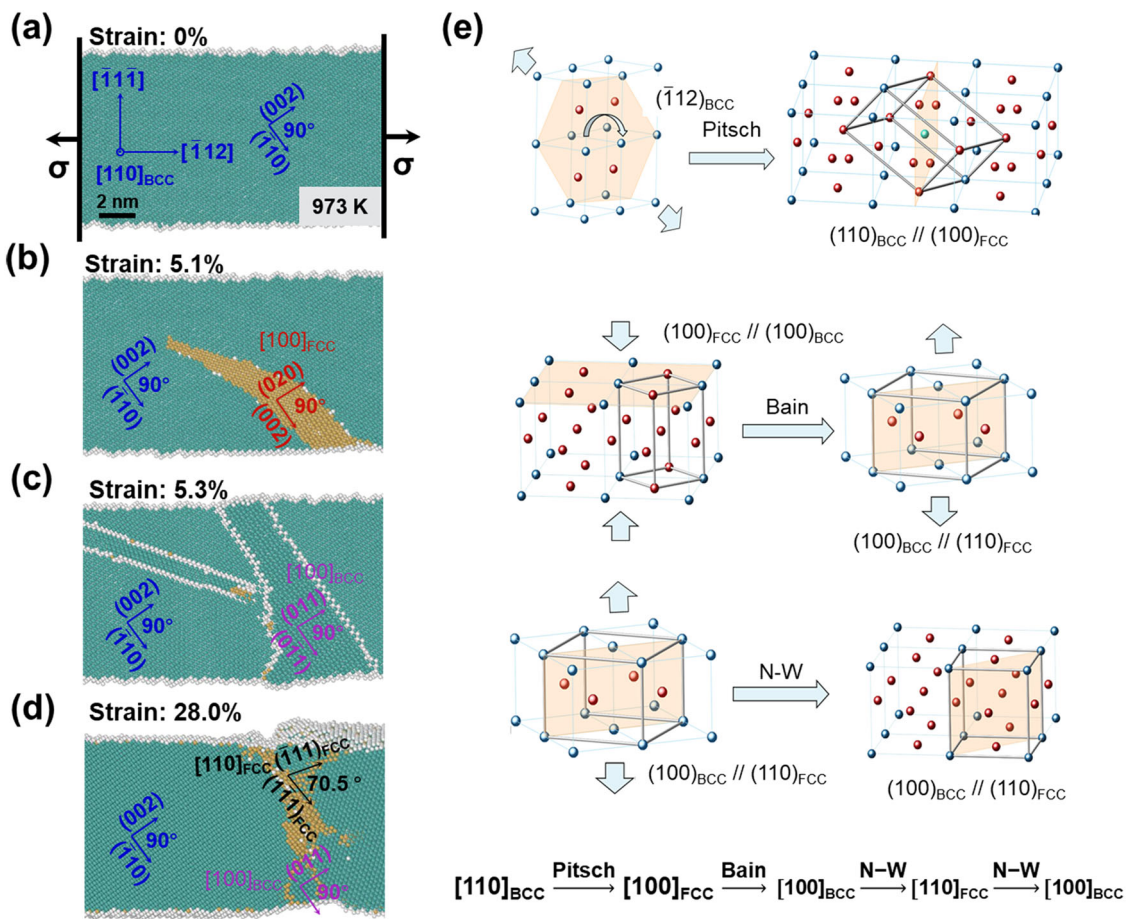 (a)
Strain: 0%
[1̄11̄]
(002)
90°
(1̄10)
[1̄12]
[110]BCC
σ
σ
2 nm
973 K
(b)
Strain: 5.1%
[100]FCC
(002)
90°
(1̄10)
(020)
90°
(002)
(c)
Strain: 5.3%
[100]BCC
(002)
90°
(1̄10)
(011)
90°
(01̄1)
(d)
Strain: 28.0%
[110]FCC
(1̄11)FCC
70.5 °
(1̄11̄)FCC
(002)
90°
(1̄10)
[100]BCC
(011)
90°
(e)
(1̄12)BCC
Pitsch
(110)BCC // (100)FCC
(100)FCC // (100)BCC
Bain
(100)BCC // (110)FCC
N-W
(100)BCC // (110)FCC
(100)BCC // (110)FCC
Pitsch Bain N–W N–W
[110]BCC → [100]FCC → [100]BCC → [110]FCC → [100]BCC